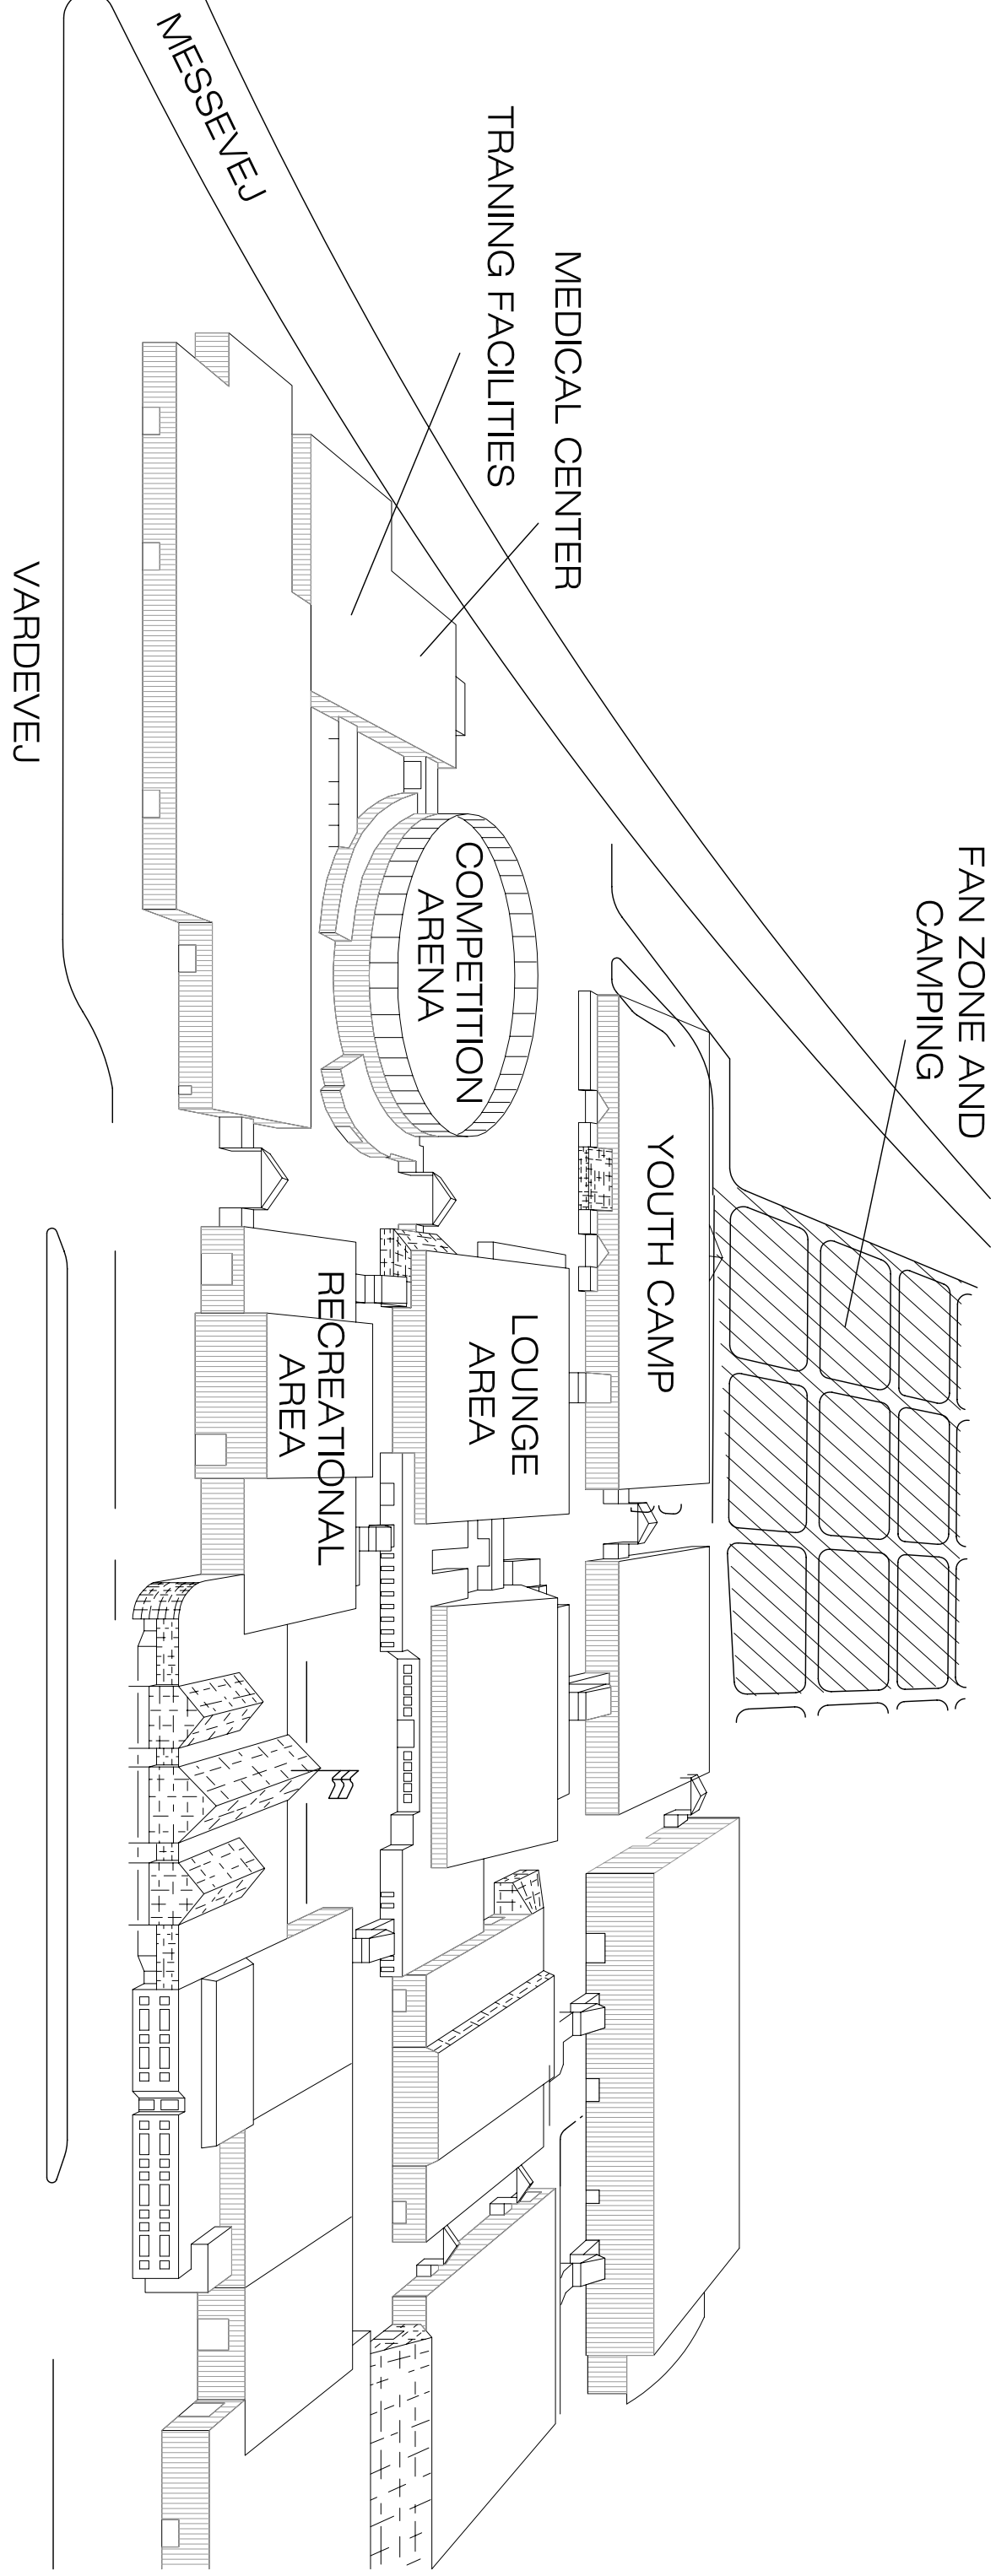 MESSEVEJ
TRANING FACILITIES
MEDICAL CENTER
VARDEVEJ
FAN ZONE AND
CAMPING
COMPETITION
ARENA
YOUTH CAMP
LOUNGE
AREA
RECREATIONAL
AREA